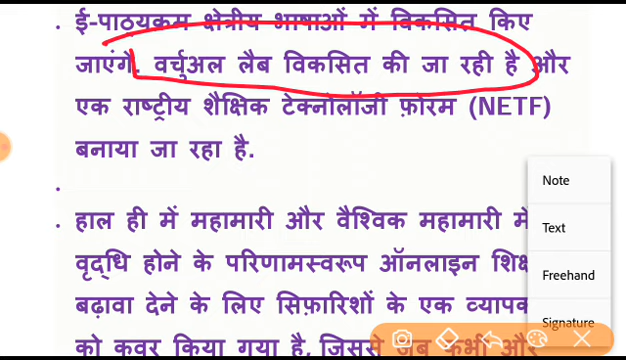 . ई-पाठ्यक्रम क्षेत्रीय भाषाओं में विकसित किए
जाएंगे. वर्चुअल लैब विकसित की जा रही है और
एक राष्ट्रीय शैक्षिक टेक्नोलॉजी फ़ोरम (NETF)
बनाया जा रहा है.
.
. हाल ही में महामारी और वैश्विक महामारी में
वृद्धि होने के परिणामस्वरूप ऑनलाइन
बढ़ावा देने के लिए सिफ़ारिशों के एक
को कवर किया गया है, जिससे जब कभी और
Note
Text
Freehand
Signature